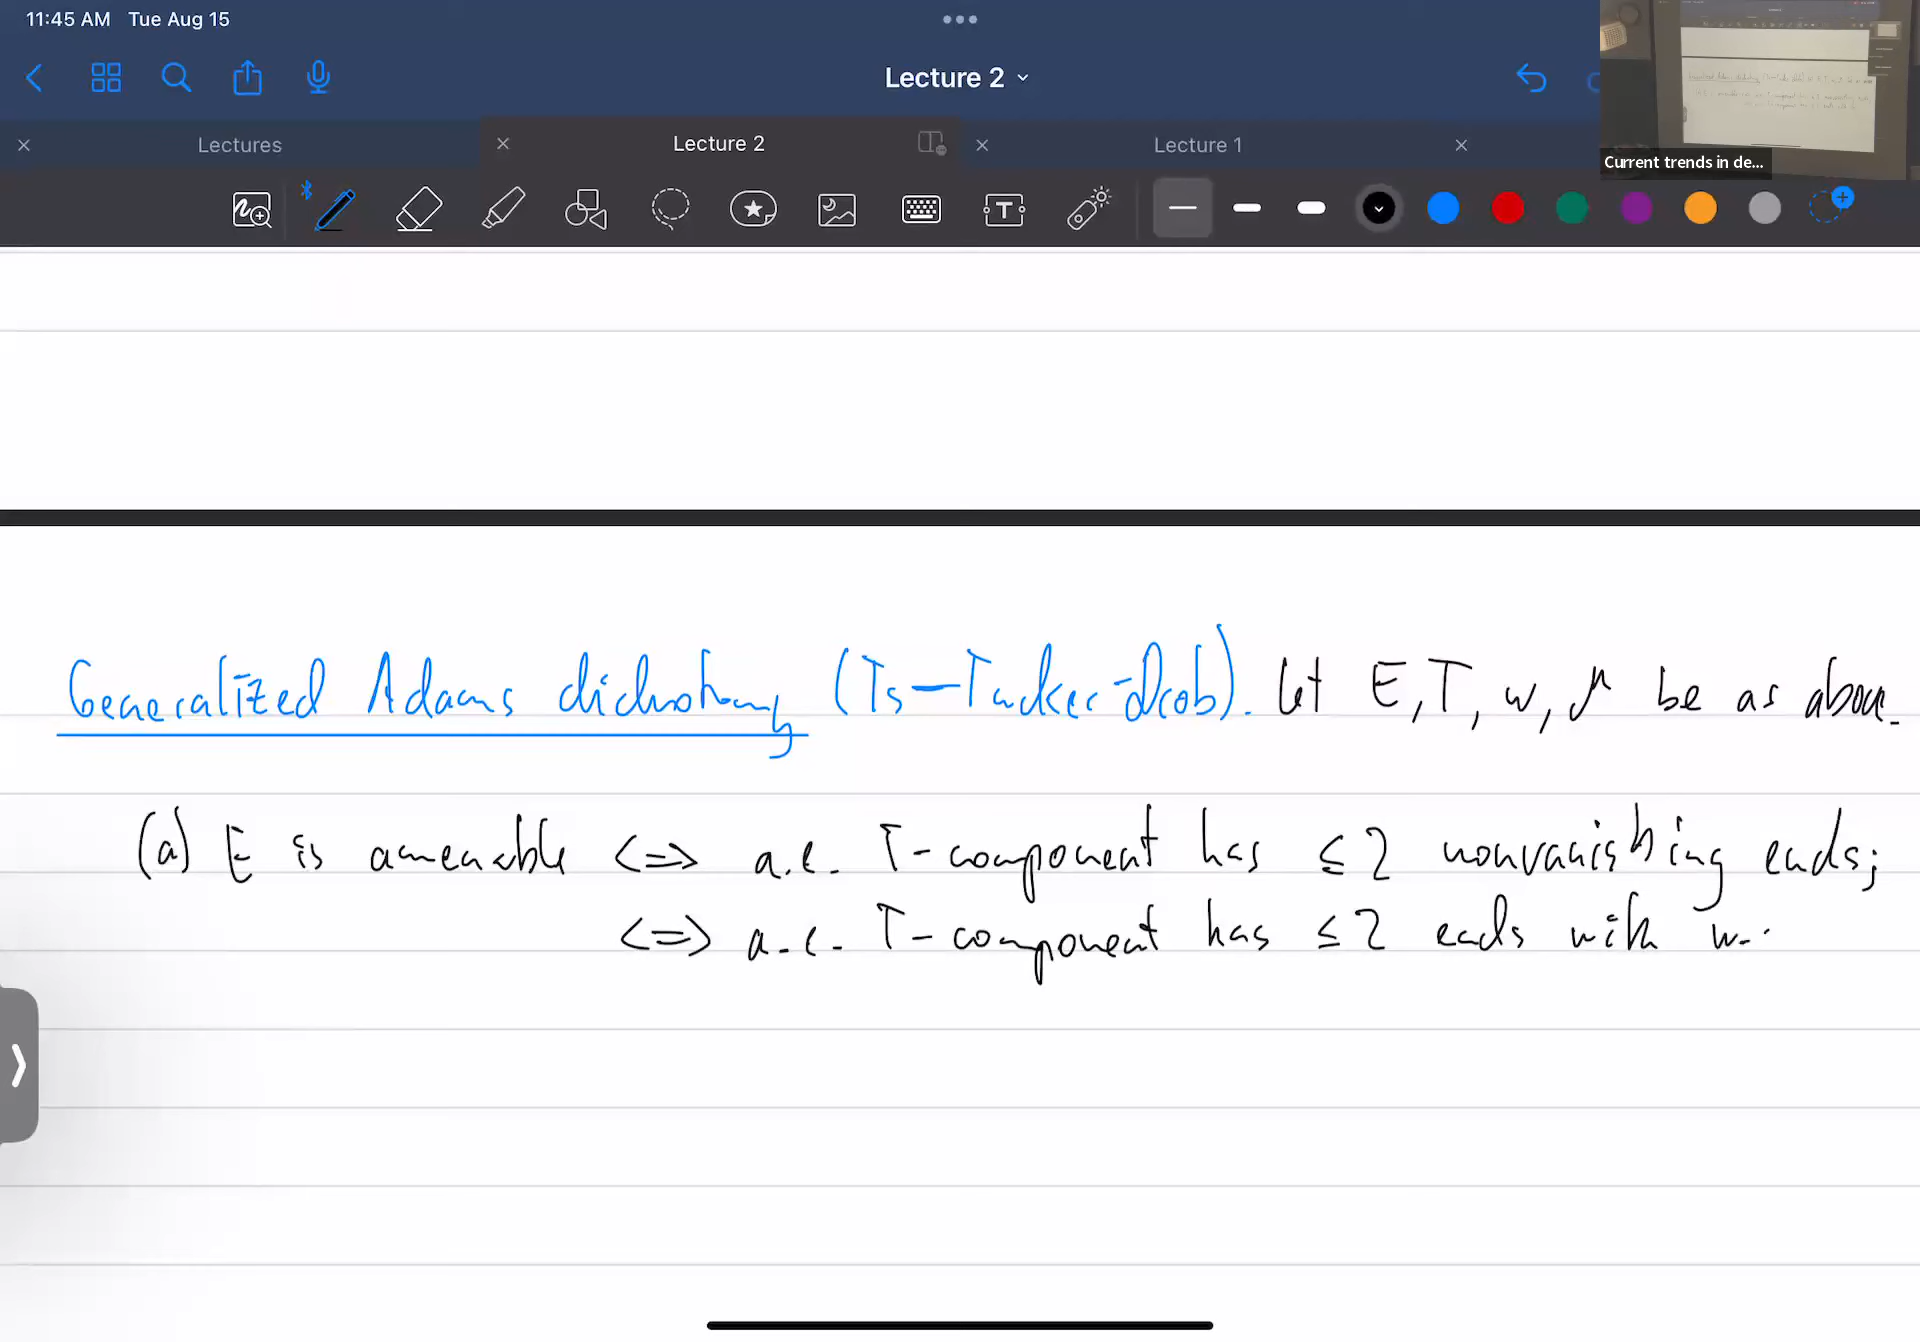 11:45 AM Tue Aug 15
Lecture 2
Lectures
Lecture 2
Lecture 1
Current trends in de...
Generalized Adams dichotomy (Ts-Tucker-Drob). Let E, T, w, μ be as above.
(a) E is amenable <=> a.e. T-component has ≤ 2 nonvanishing ends;
<=> a.e. T-component has ≤ 2 ends with w-